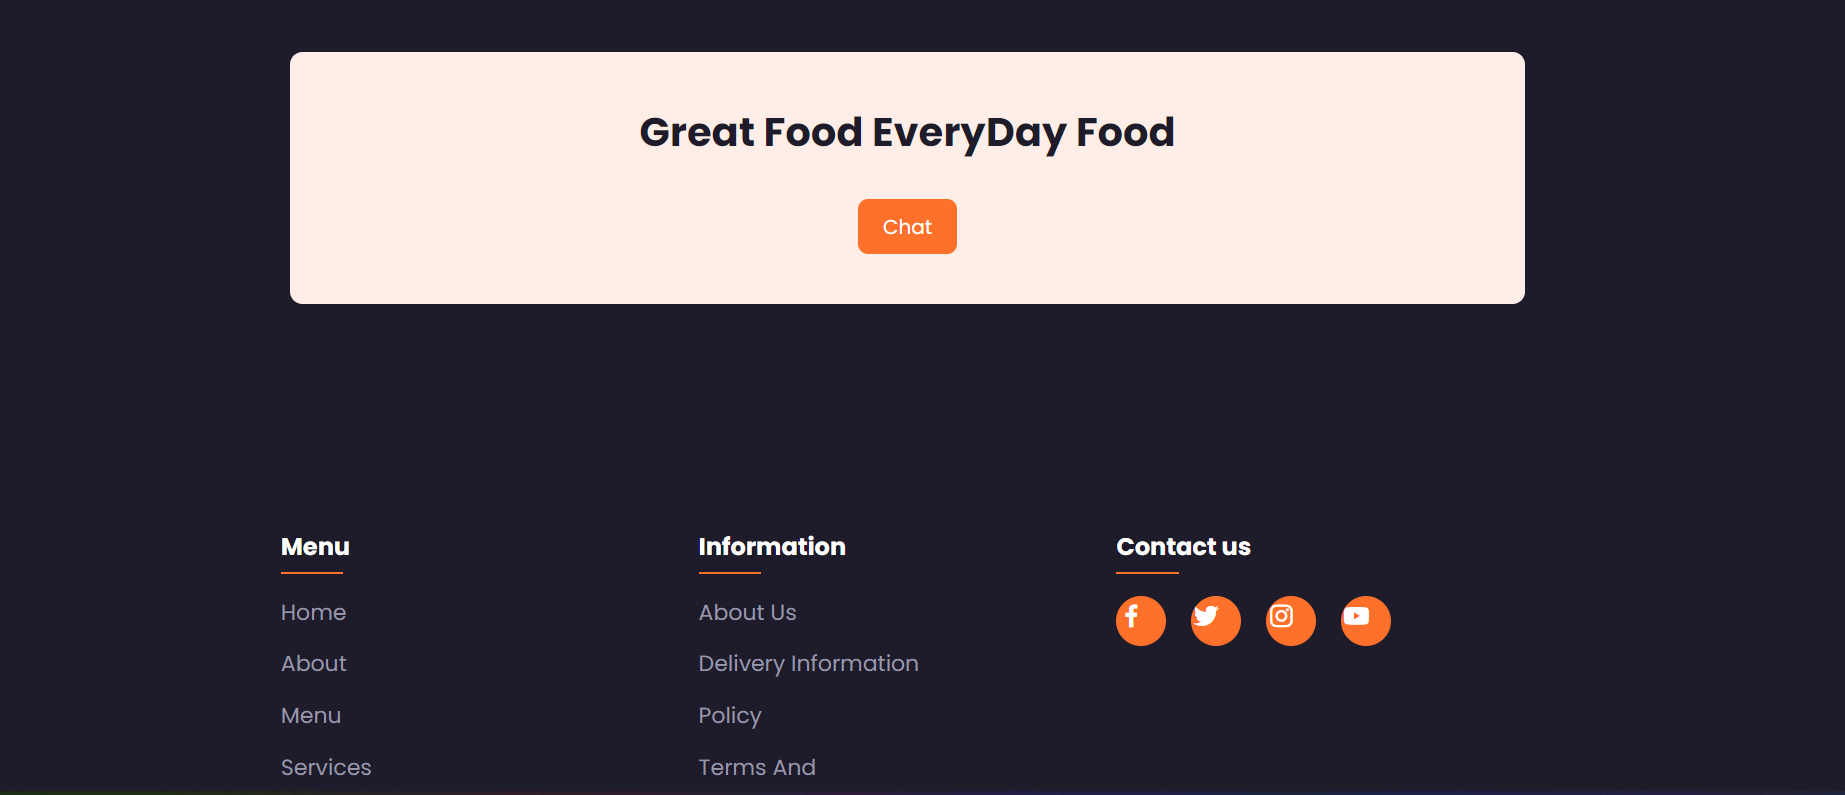 Great Food EveryDay Food
Chat
Menu
Home
About
Menu
Services
Information
About Us
Delivery Information
Policy
Terms And
Contact us